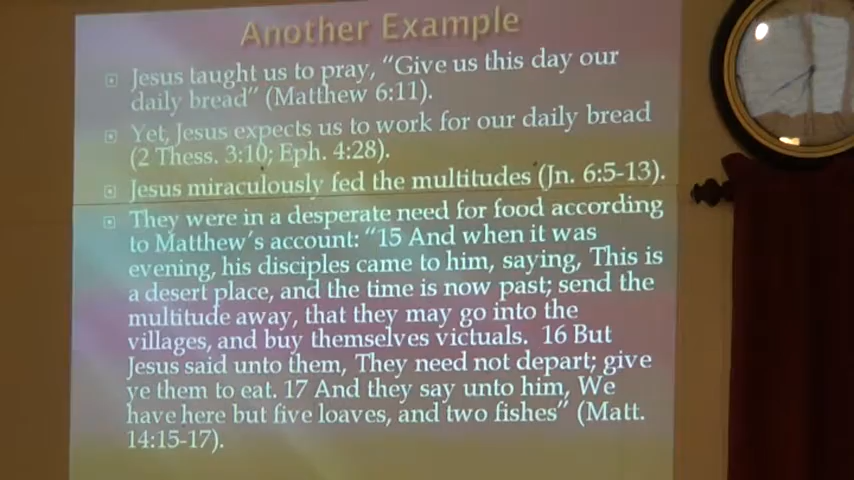 Another Example
Jesus taught us to pray, “Give us this day our
daily bread” (Matthew 6:11).
Yet, Jesus expects us to work for our daily bread
(2 Thess. 3:10; Eph. 4:28).
Jesus miraculously fed the multitudes (Jn. 6:5-13).
They were in a desperate need for food according
to Matthew’s account: “15 And when it was
evening, his disciples came to him, saying, This is
a desert place, and the time is now past; send the
multitude away, that they may go into the
villages, and buy themselves victuals. 16 But
Jesus said unto them, They need not depart; give
ye them to eat. 17 And they say unto him, We
have here but five loaves, and two fishes” (Matt.
14:15-17).